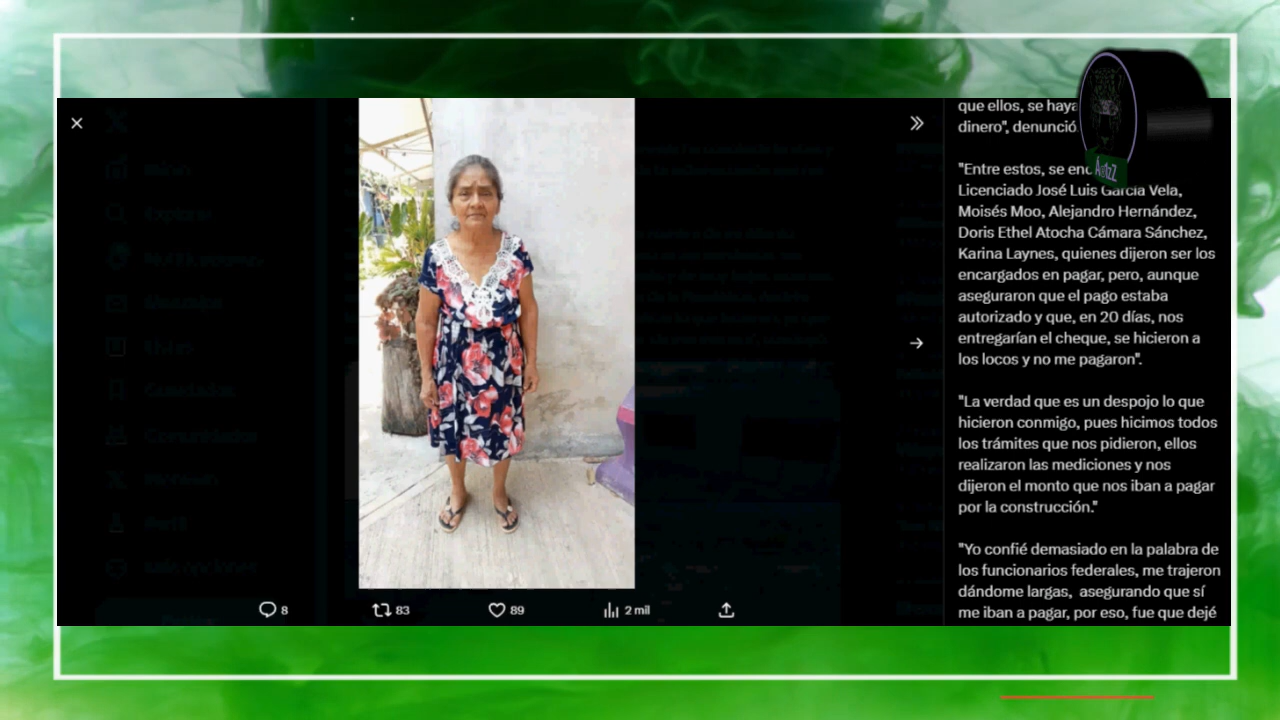 que ellos, se haya
dinero", denunció
"Entre estos, se enc
Licenciado José Luis García Vela,
Moisés Moo, Alejandro Hernández,
Doris Ethel Atocha Cámara Sánchez,
Karina Laynes, quienes dijeron ser los
encargados en pagar, pero, aunque
aseguraron que el pago estaba
autorizado y que, en 20 días, nos
entregarían el cheque, se hicieron a
los locos y no me pagaron".
"La verdad que es un despojo lo que
hicieron conmigo, pues hicimos todos
los trámites que nos pidieron, ellos
realizaron las mediciones y nos
dijeron el monto que nos iban a pagar
por la construcción."
"Yo confié demasiado en la palabra de
los funcionarios federales, me trajeron
dándome largas, asegurando que sí
me iban a pagar, por eso, fue que dejé
8 83 89 2 mil